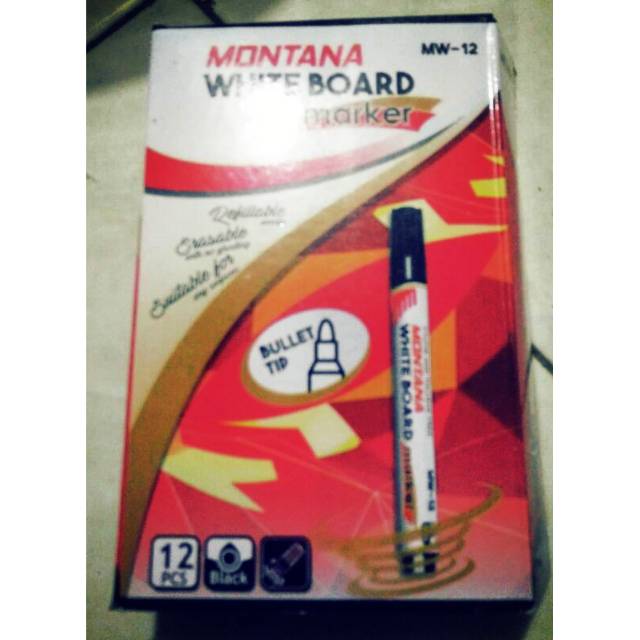 MONTANA
MW-12
WHITE BOARD
marker
Refillable
Erasable
Suitable for
BULLET
TIP
MONTANA
WHITE BOARD
marker
MW-12
12
PCS
Black